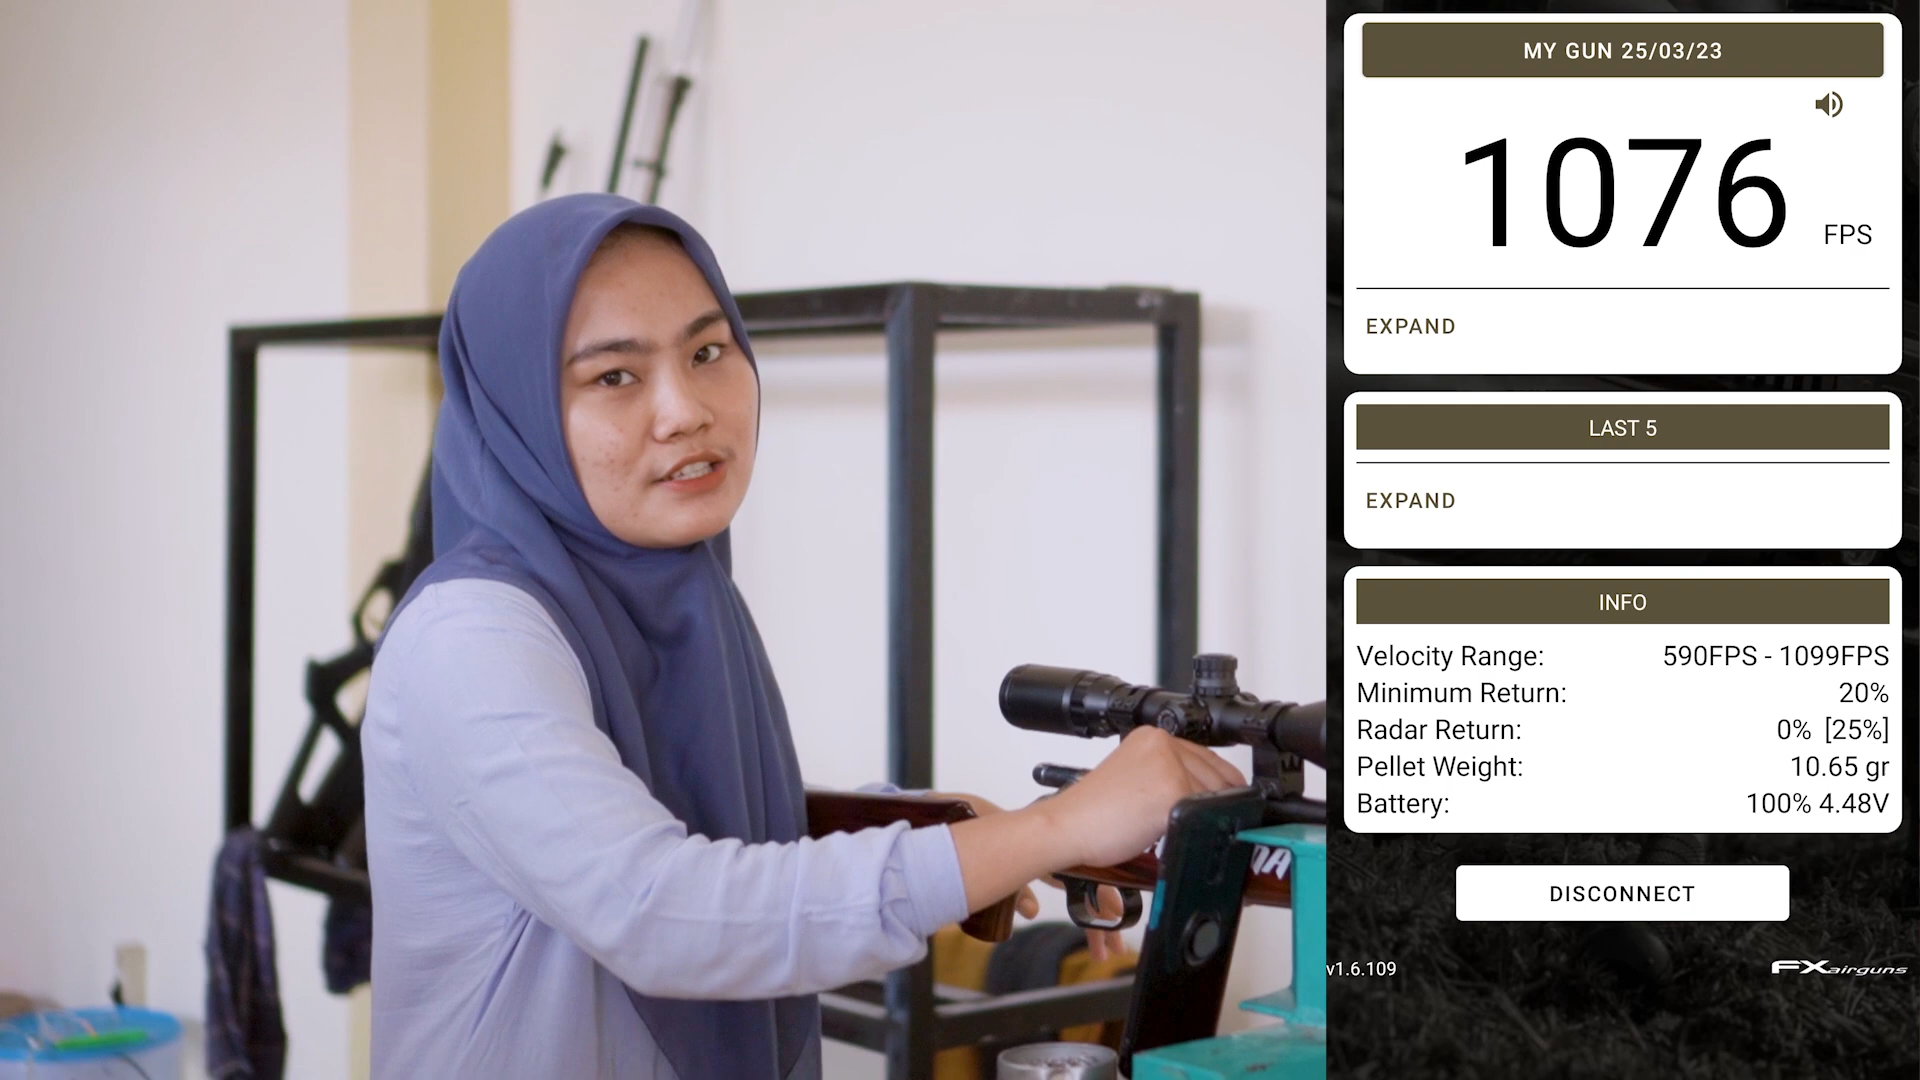 MY GUN 25/03/23
1076 FPS
EXPAND
LAST 5
EXPAND
INFO
Velocity Range: 590FPS - 1099FPS
Minimum Return: 20%
Radar Return: 0% [25%]
Pellet Weight: 10.65 gr
Battery: 100% 4.48V
DISCONNECT
v1.6.109
FXairguns